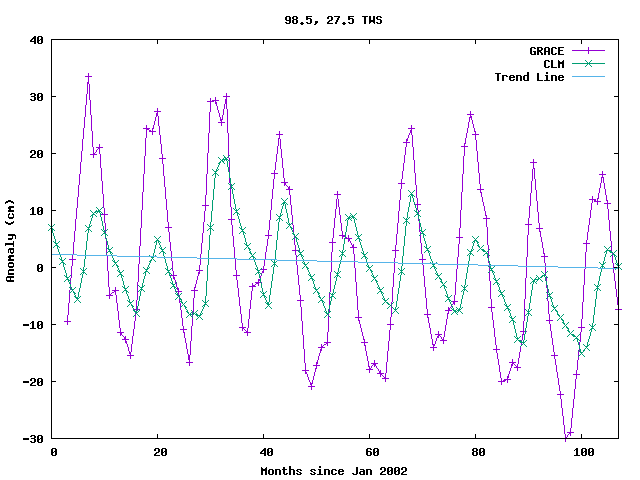 98.5, 27.5 TWS
GRACE
CLM
Trend Line
40
30
20
10
0
-10
-20
-30
Anomaly (cm)
0 20 40 60 80 100
Months since Jan 2002